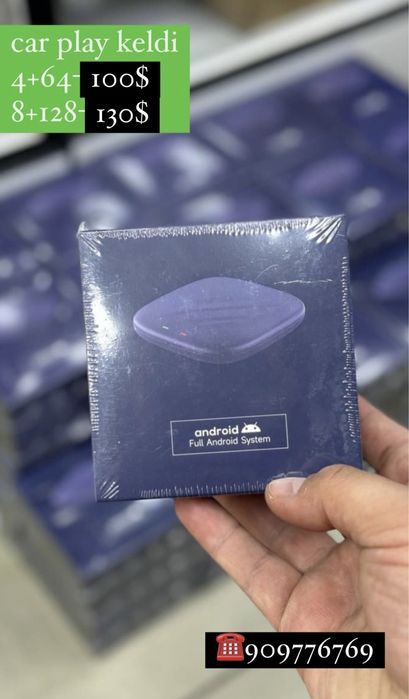 car play keldi
4+64- 100$
8+128- 130$
android
Full Android System
☎909776769